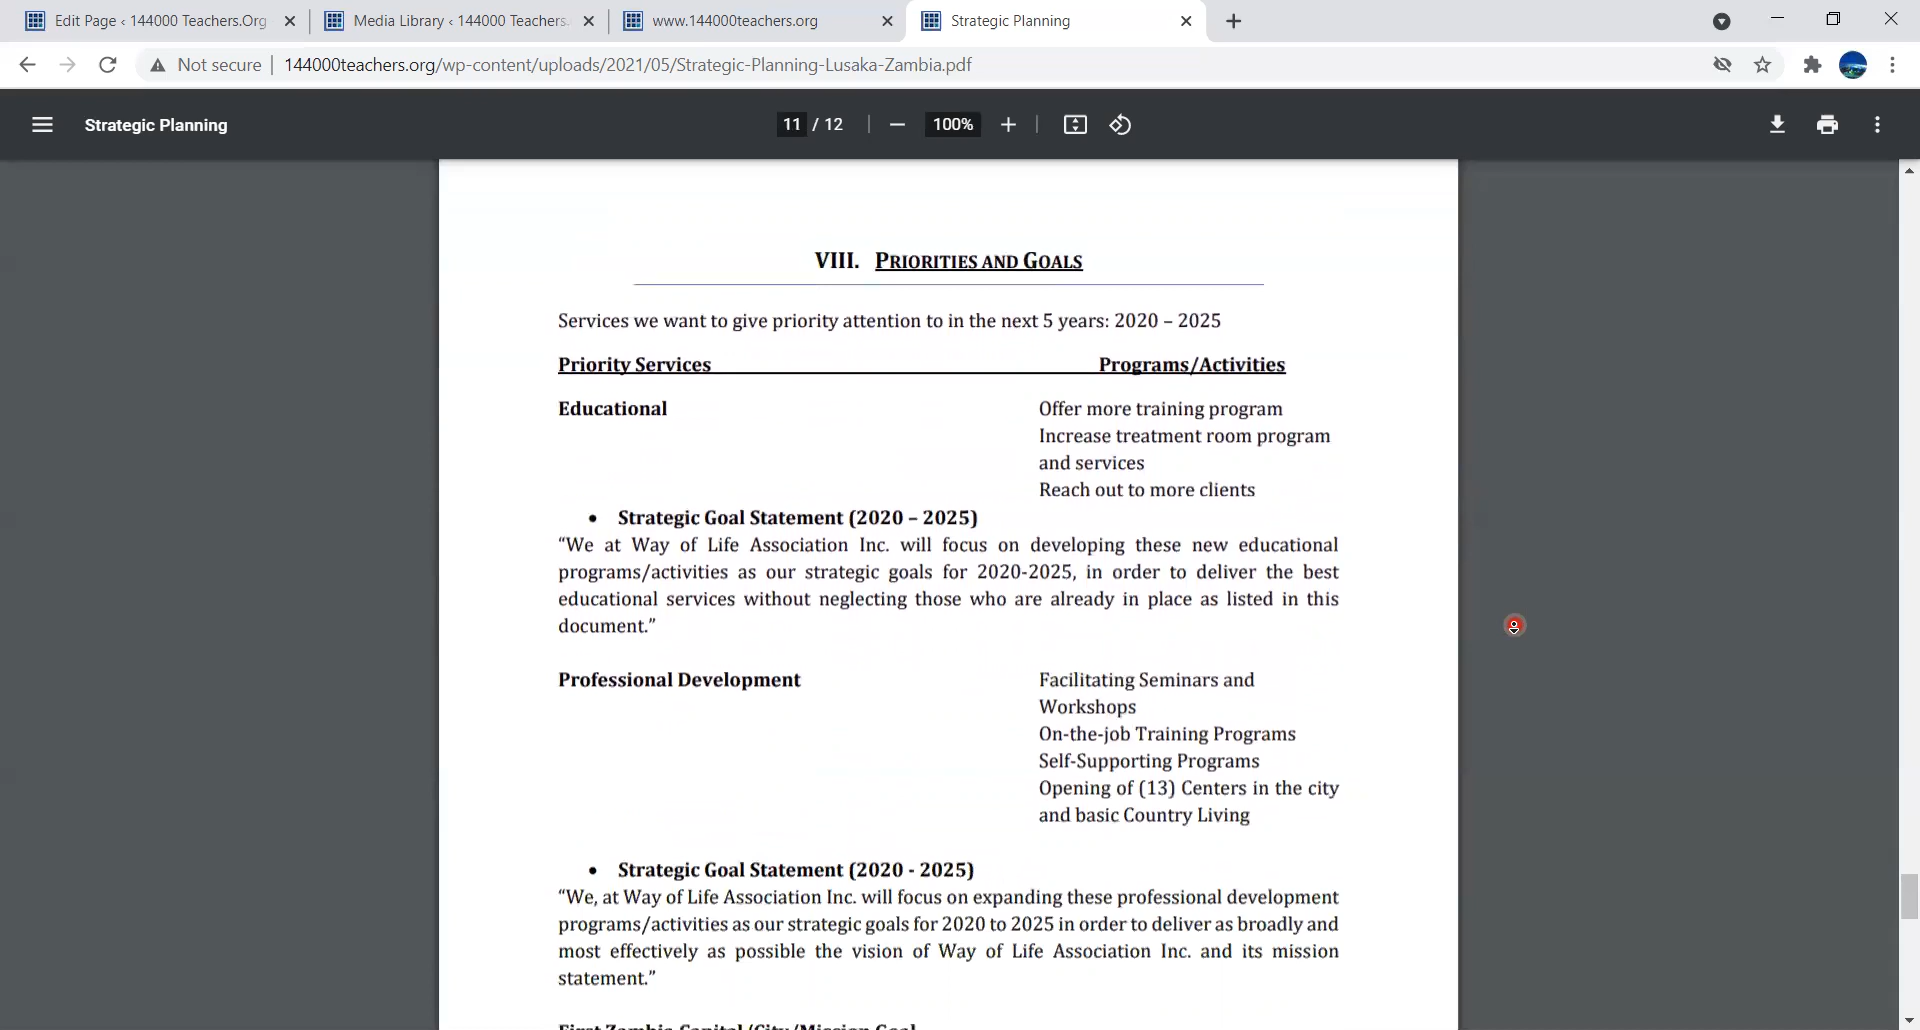 Edit Page ‹ 144000 Teachers.Org
Media Library ‹ 144000 Teachers.
www.144000teachers.org
Strategic Planning
Not secure
144000teachers.org/wp-content/uploads/2021/05/Strategic-Planning-Lusaka-Zambia.pdf
Strategic Planning
11 / 12
100%
VIII. PRIORITIES AND GOALS
Services we want to give priority attention to in the next 5 years: 2020 – 2025
Priority Services Programs/Activities
Educational Offer more training program
Increase treatment room program
and services
Reach out to more clients
• Strategic Goal Statement (2020 – 2025)
“We at Way of Life Association Inc. will focus on developing these new educational
programs/activities as our strategic goals for 2020-2025, in order to deliver the best
educational services without neglecting those who are already in place as listed in this
document.”
Professional Development Facilitating Seminars and
Workshops
On-the-job Training Programs
Self-Supporting Programs
Opening of (13) Centers in the city
and basic Country Living
• Strategic Goal Statement (2020 - 2025)
“We, at Way of Life Association Inc. will focus on expanding these professional development
programs/activities as our strategic goals for 2020 to 2025 in order to deliver as broadly and
most effectively as possible the vision of Way of Life Association Inc. and its mission
statement.”
First Zambia Capital/City/Mission Goal